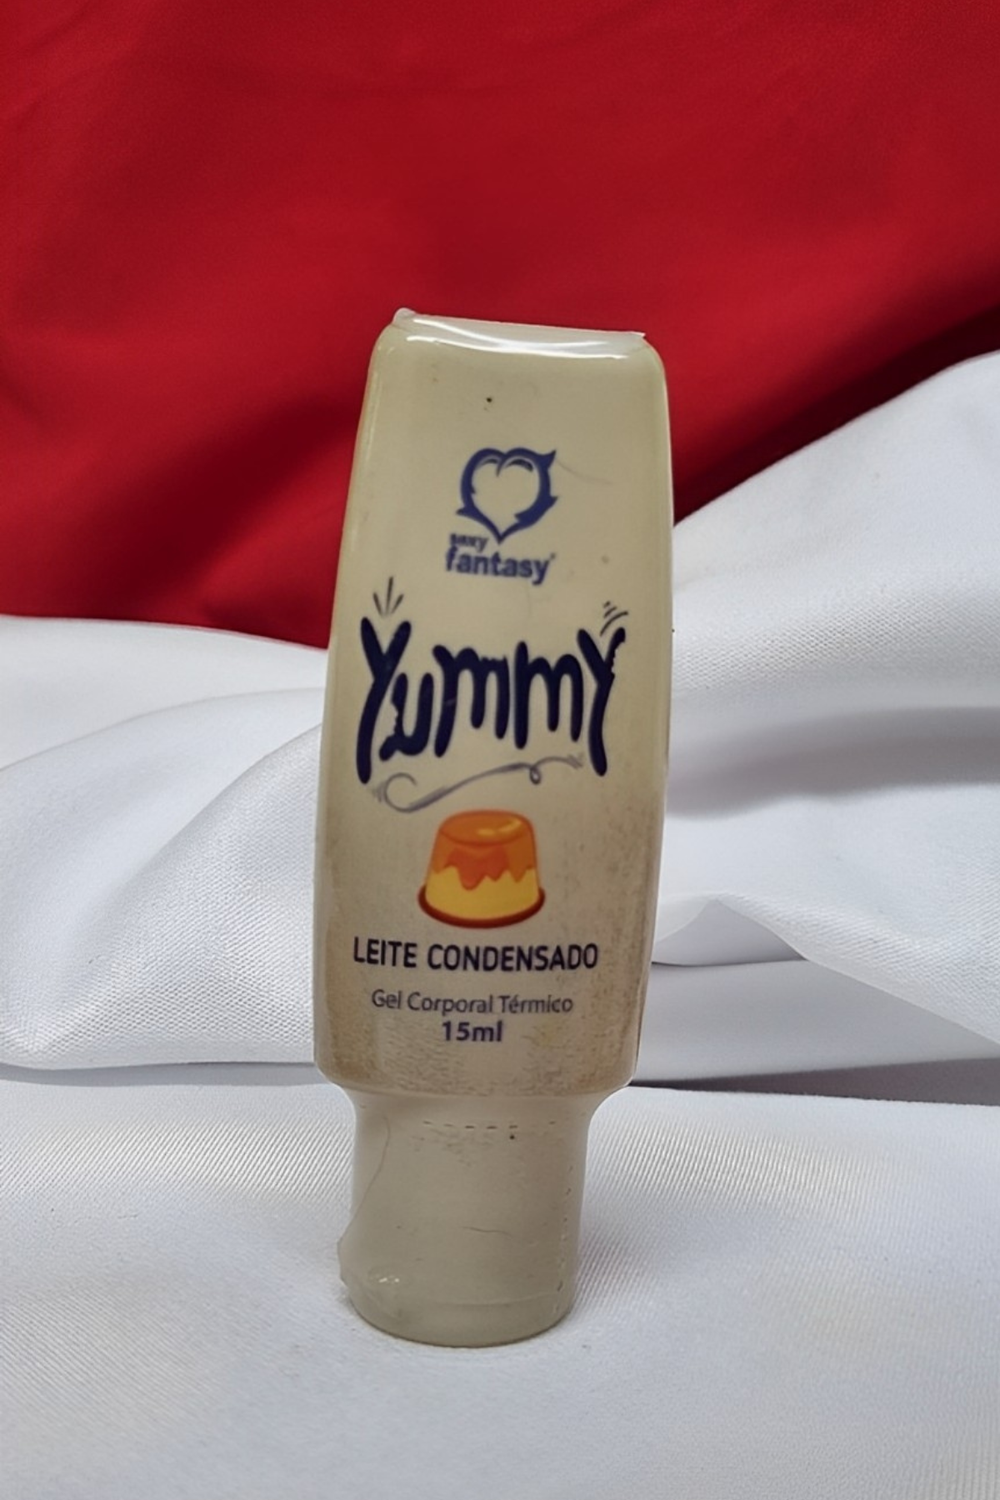 sexy
fantasy®
Yummy
LEITE CONDENSADO
Gel Corporal Térmico
15ml